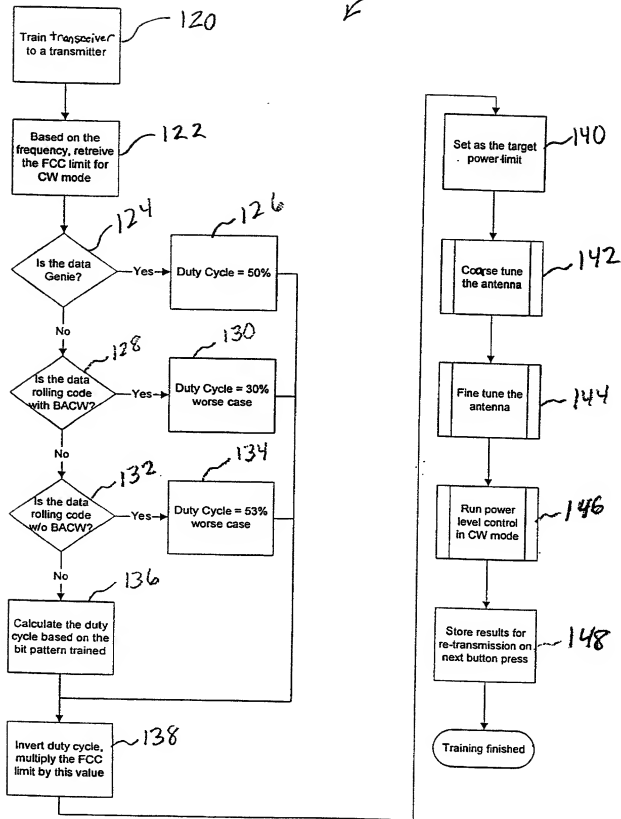 Train transceiver
to a transmitter
120
Based on the
frequency, retreive
the FCC limit for
CW mode
122
124
Is the data
Genie?
Yes
126
Duty Cycle = 50%
No
128
Is the data
rolling code
with BACW?
Yes
130
Duty Cycle = 30%
worse case
No
132
Is the data
rolling code
w/o BACW?
Yes
134
Duty Cycle = 53%
worse case
No
136
Calculate the duty
cycle based on the
bit pattern trained
138
Invert duty cycle,
multiply the FCC
limit by this value
Set as the target
power limit
140
Coarse tune
the antenna
142
Fine tune the
antenna
144
Run power
level control
in CW mode
146
Store results for
re-transmission on
next button press
148
Training finished